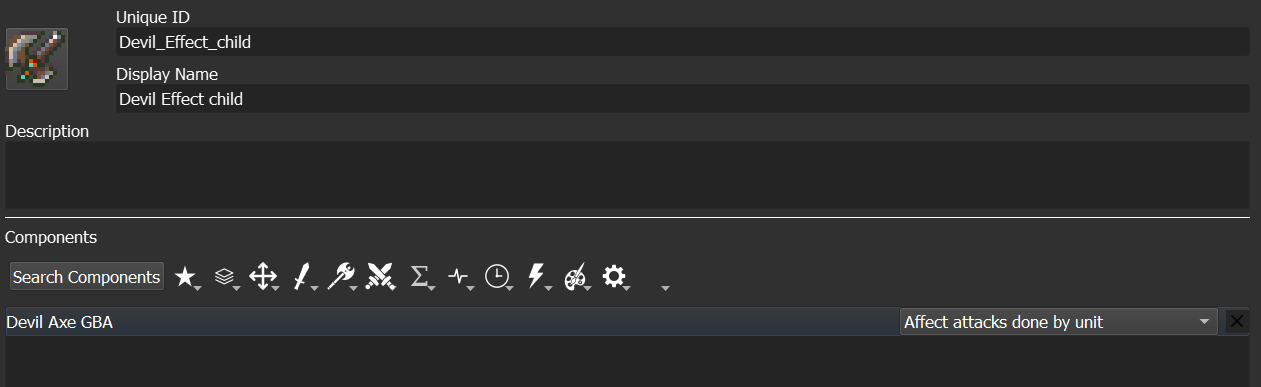 Unique ID
Devil_Effect_child
Display Name
Devil Effect child
Description
Components
Search Components
Devil Axe GBA
Affect attacks done by unit